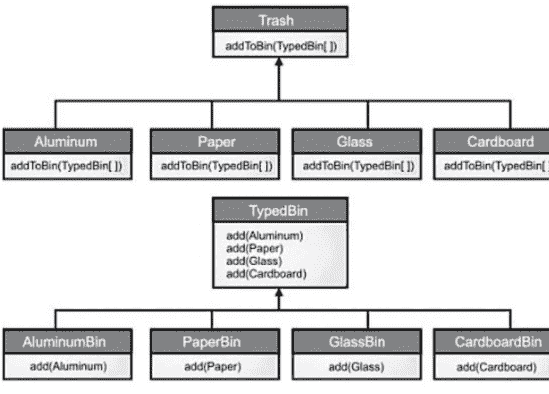 Trash
addToBin(TypedBin[ ])
Aluminum Paper Glass Cardboard
addToBin(TypedBin[ ]) addToBin(TypedBin[ ]) addToBin(TypedBin[ ]) addToBin(TypedBin[
TypedBin
add(Aluminum)
add(Paper)
add(Glass)
add(Cardboard)
AluminumBin PaperBin GlassBin CardboardBin
add(Aluminum) add(Paper) add(Glass) add(Cardboard)